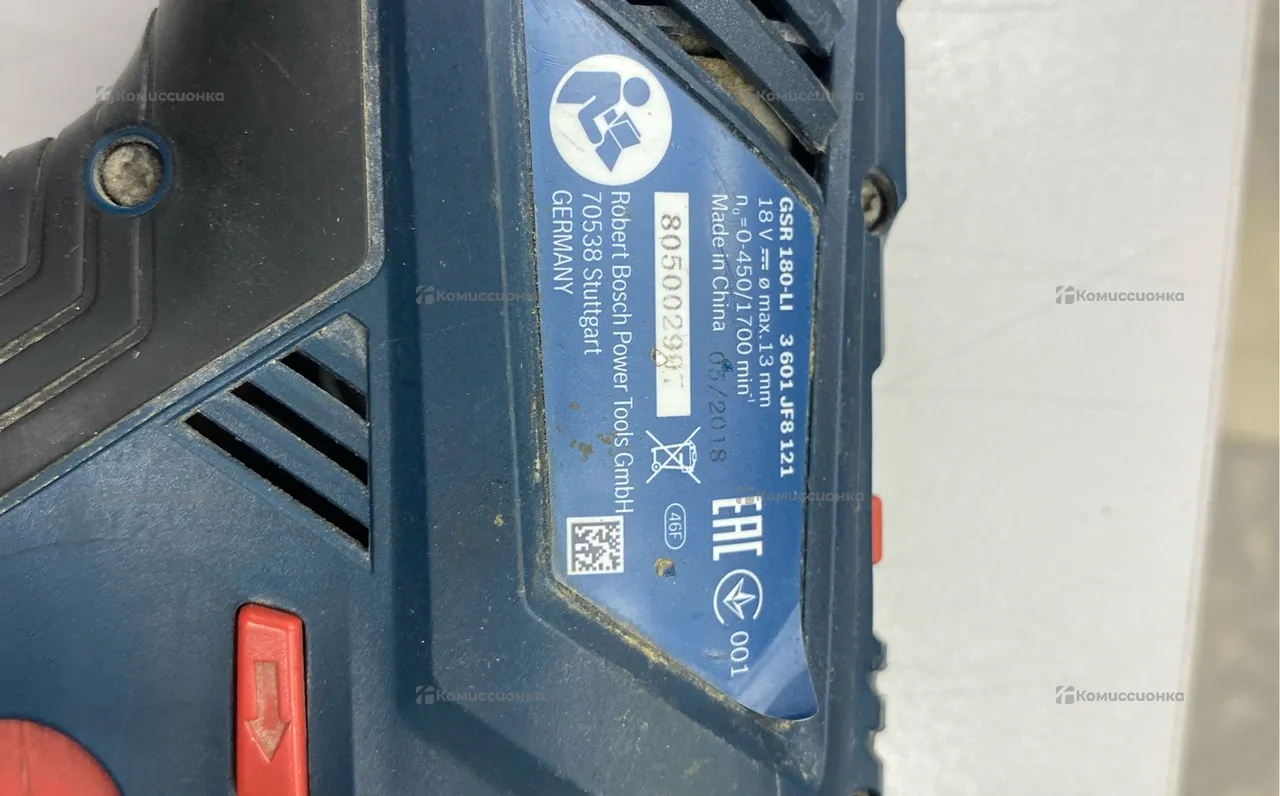 GSR 180-LI 3 601 JF8 121
18V ⎓ ø max.13 mm
n₀=0-450/1700 min⁻¹
Made in China 05/2018
Robert Bosch Power Tools GmbH
70538 Stuttgart
GERMANY
46F
EAC
001
Комиссионка
Комиссионка
Комиссионка
Комиссионка
Комиссионка
Комиссионка
Комиссионка